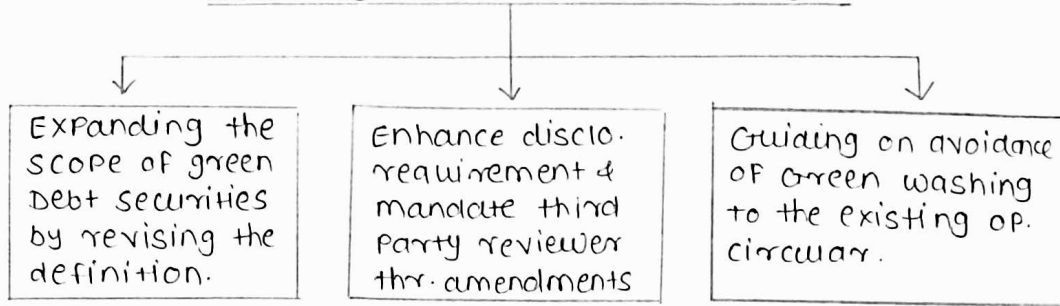 Expanding the
scope of green
Debt securities
by revising the
definition.
Enhance disclo.
requirement &
mandate third
party reviewer
thr. amendments
Guiding on avoidance
of Green washing
to the existing op.
circular.